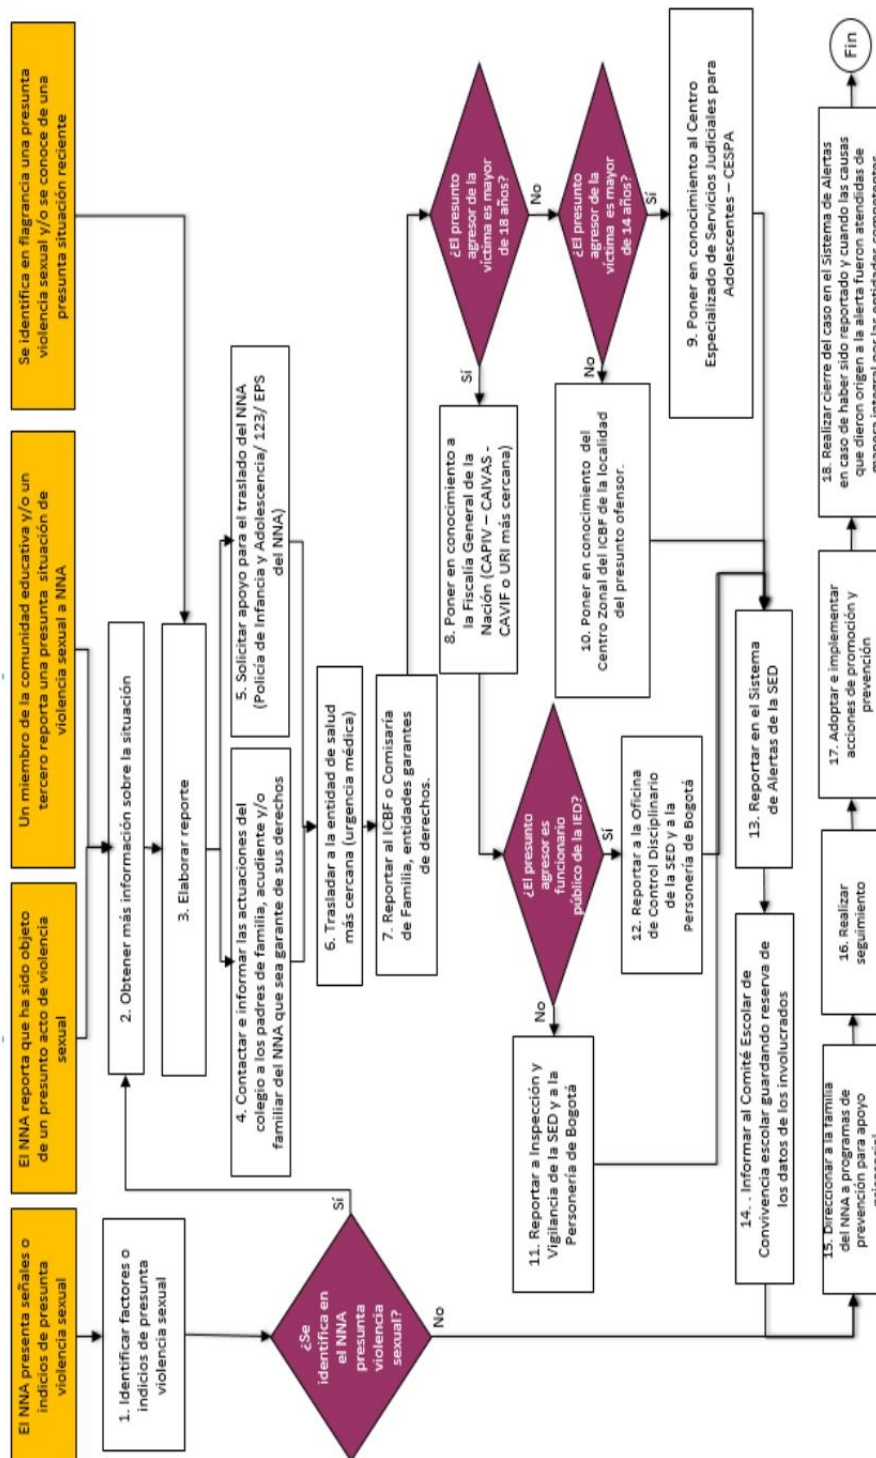 El NNA presenta señales o
indicios de presunta
violencia sexual
El NNA reporta que ha sido objeto
de un presunto acto de violencia
sexual
Un miembro de la comunidad educativa y/o un
tercero reporta una presunta situación de
violencia sexual a NNA
Se identifica en flagrancia una presunta
violencia sexual y/o se conoce de una
presunta situación reciente
1. Identificar factores o
indicios de presunta
violencia sexual
2. Obtener más información sobre la situación
3. Elaborar reporte
¿Se
identifica en
el NNA
presunta
violencia
sexual?
Sí
No
4. Contactar e informar las actuaciones del
colegio a los padres de familia, acudiente y/o
familiar del NNA que sea garante de sus derechos
5. Solicitar apoyo para el traslado del NNA
(Policía de Infancia y Adolescencia/ 123/ EPS
del NNA)
6. Trasladar a la entidad de salud
más cercana (urgencia médica)
7. Reportar al ICBF o Comisaría
de Familia, entidades garantes
de derechos.
¿El presunto
agresor de la
víctima es mayor
de 18 años?
Sí
No
8. Poner en conocimiento a
la Fiscalía General de la
Nación (CAPIV – CAIVAS -
CAVIF o URI más cercana)
¿El presunto
agresor de la
víctima es mayor
de 14 años?
No
Sí
¿El presunto
agresor es
funcionario
público de la IED?
No
Sí
10. Poner en conocimiento del
Centro Zonal del ICBF de la localidad
del presunto ofensor.
9. Poner en conocimiento al Centro
Especializado de Servicios Judiciales para
Adolescentes – CESPA
11. Reportar a Inspección y
Vigilancia de la SED y a la
Personería de Bogotá
12. Reportar a la Oficina
de Control Disciplinario
de la SED y a la
Personería de Bogotá
14. . Informar al Comité Escolar de
Convivencia escolar guardando reserva de
los datos de los involucrados
13. Reportar en el Sistema
de Alertas de la SED
15. Direccionar a la familia
del NNA a programas de
prevención para apoyo
16. Realizar
seguimiento
17. Adoptar e implementar
acciones de promoción y
prevención
18. Realizar cierre del caso en el Sistema de Alertas
en caso de haber sido reportado y cuando las causas
que dieron origen a la alerta fueron atendidas de
manera integral por las entidades competentes
Fin